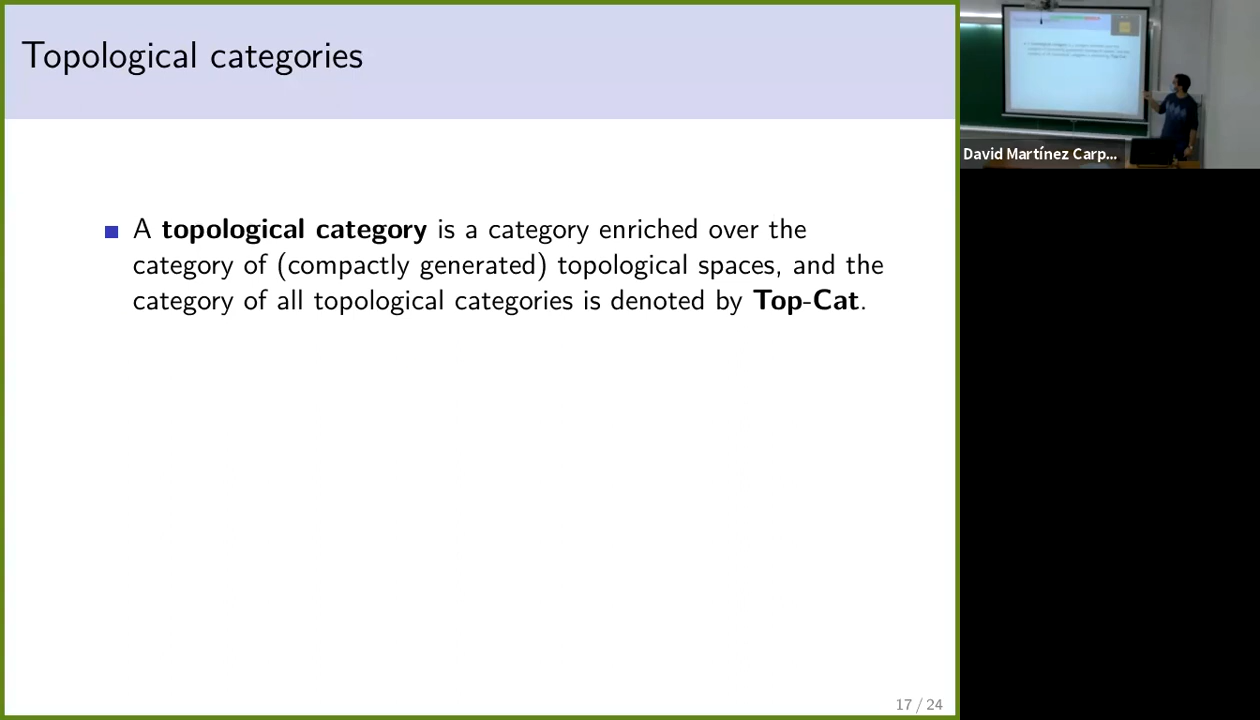 Topological categories
A topological category is a category enriched over the
category of (compactly generated) topological spaces, and the
category of all topological categories is denoted by Top-Cat.
17 / 24
David Martínez Carp...